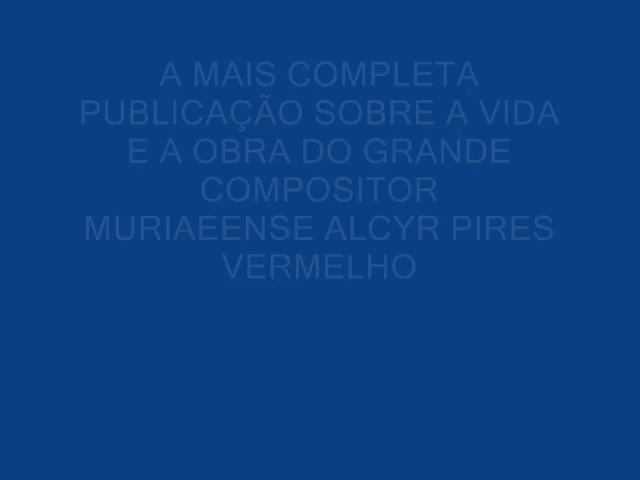 A MAIS COMPLETA
PUBLICAÇÃO SOBRE A VIDA
E A OBRA DO GRANDE
COMPOSITOR
MURIAEENSE ALCYR PIRES
VERMELHO